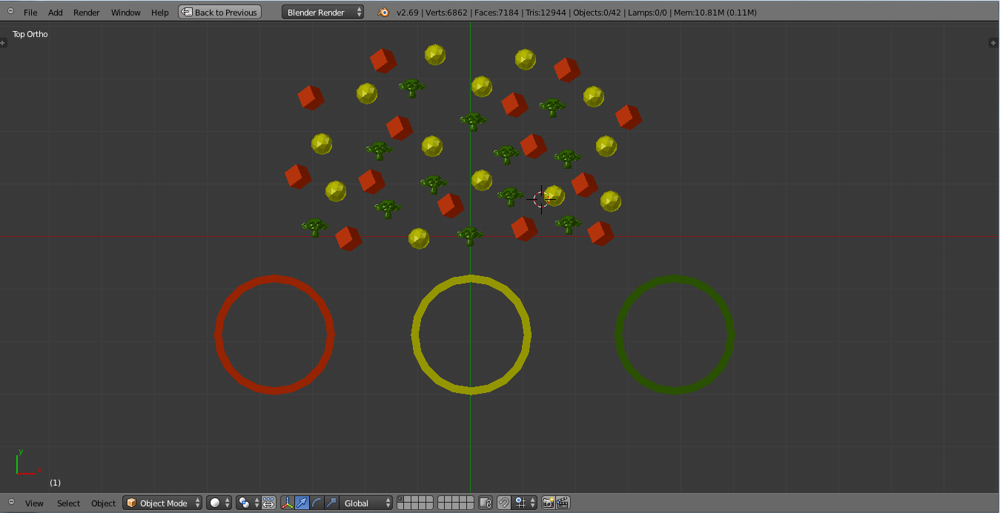 File Add Render Window Help Back to Previous Blender Render v2.69 | Verts:6862 | Faces:7184 | Tris:12944 | Objects:0/42 | Lamps:0/0 | Mem:10.81M (0.11M)
Top Ortho
y
x
(1)
View Select Object Object Mode Global